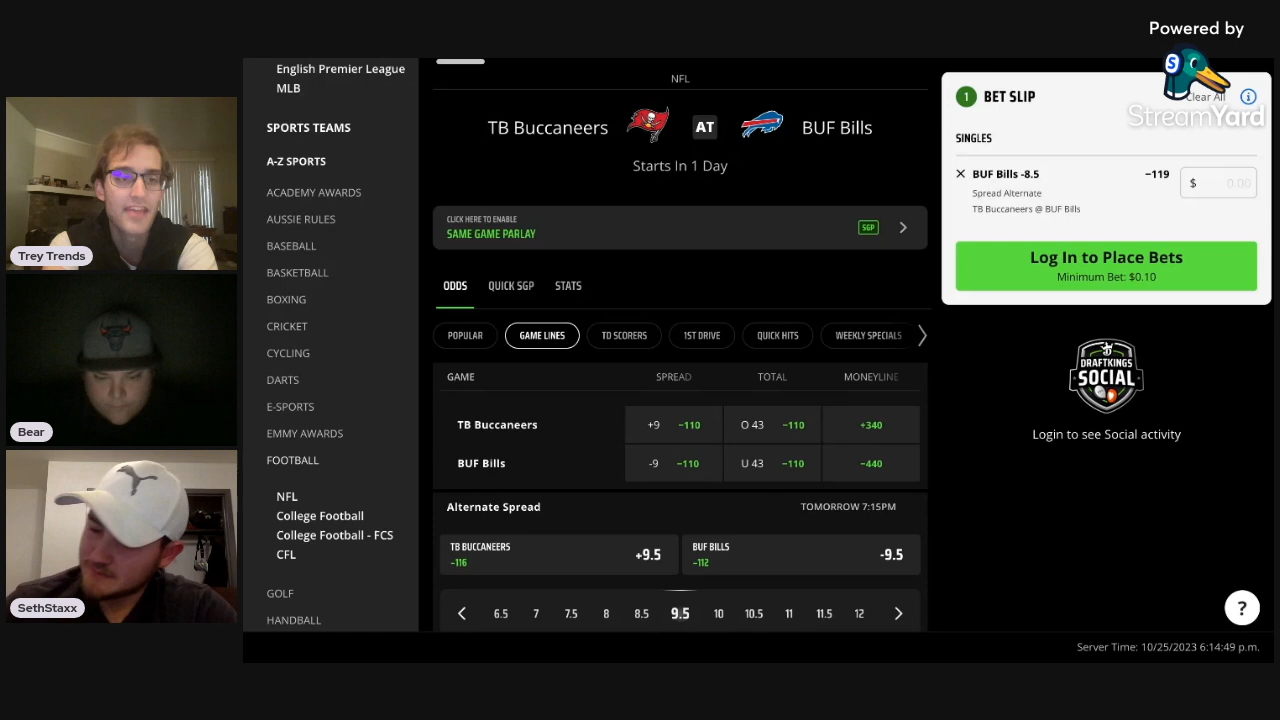 Powered by
StreamYard
S
Trey Trends
Bear
SethStaxx
English Premier League
MLB
SPORTS TEAMS
A-Z SPORTS
ACADEMY AWARDS
AUSSIE RULES
BASEBALL
BASKETBALL
BOXING
CRICKET
CYCLING
DARTS
E-SPORTS
EMMY AWARDS
FOOTBALL
NFL
College Football
College Football - FCS
CFL
GOLF
HANDBALL
NFL
TB Buccaneers AT BUF Bills
Starts In 1 Day
CLICK HERE TO ENABLE
SAME GAME PARLAY SGP
ODDS QUICK SGP STATS
POPULAR GAME LINES TD SCORERS 1ST DRIVE QUICK HITS WEEKLY SPECIALS
GAME SPREAD TOTAL MONEYLINE
TB Buccaneers +9 −110 O 43 −110 +340
BUF Bills -9 −110 U 43 −110 −440
Alternate Spread TOMORROW 7:15PM
TB BUCCANEERS −116 +9.5
BUF BILLS −112 -9.5
6.5 7 7.5 8 8.5 9.5 10 10.5 11 11.5 12
1 BET SLIP Clear All
SINGLES
BUF Bills -8.5 −119 $ 0.00
Spread Alternate
TB Buccaneers @ BUF Bills
Log In to Place Bets
Minimum Bet: $0.10
DRAFTKINGS
SOCIAL
Login to see Social activity
?
Server Time: 10/25/2023 6:14:49 p.m.